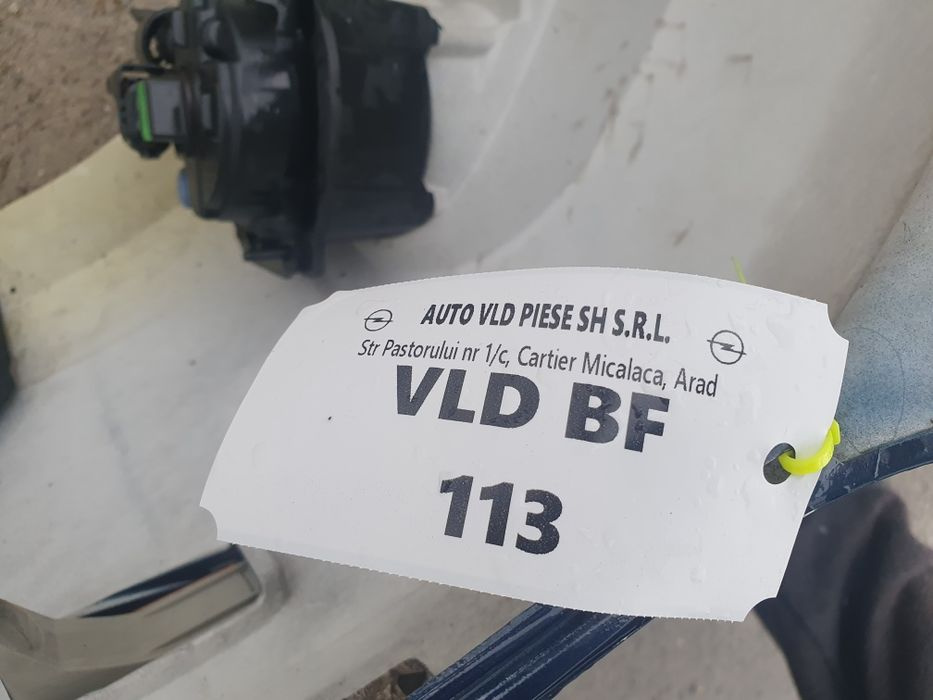 AUTO VLD PIESE SH S.R.L.
Str Pastorului nr 1/c, Cartier Micalaca, Arad
VLD BF
113